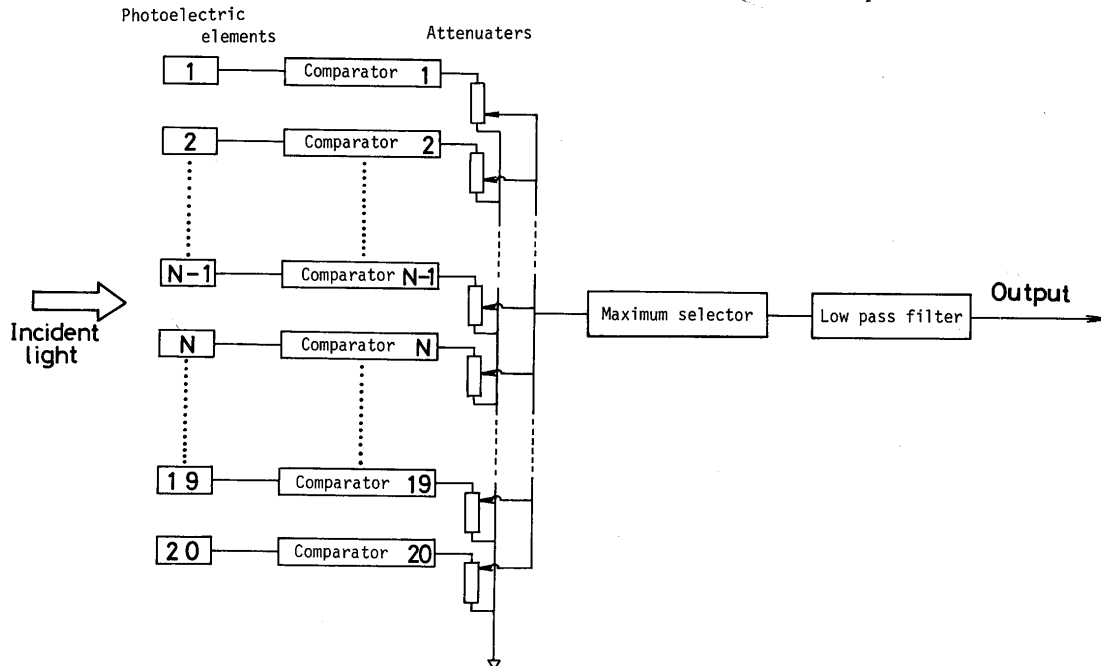 Photoelectric
elements
Attenuaters
1
Comparator 1
2
Comparator 2
N-1
Comparator N-1
Incident
light
N
Comparator N
Maximum selector
Low pass filter
Output
19
Comparator 19
20
Comparator 20